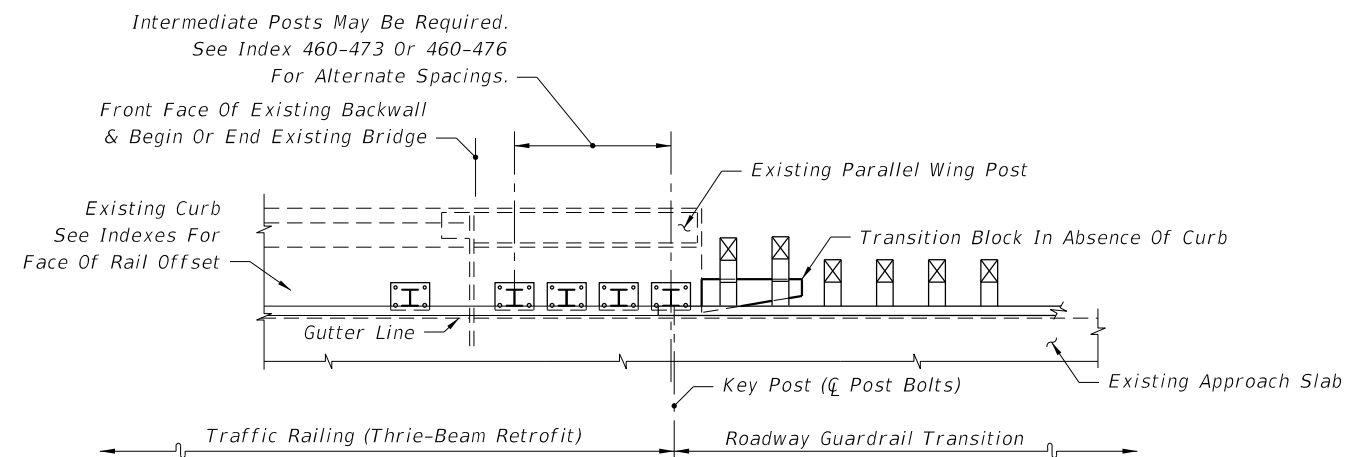 Intermediate Posts May Be Required.
See Index 460-473 Or 460-476
For Alternate Spacings.
Front Face Of Existing Backwall
& Begin Or End Existing Bridge
Existing Parallel Wing Post
Existing Curb
See Indexes For
Face Of Rail Offset
Transition Block In Absence Of Curb
Gutter Line
Key Post (℄ Post Bolts)
Existing Approach Slab
Traffic Railing (Thrie-Beam Retrofit)
Roadway Guardrail Transition